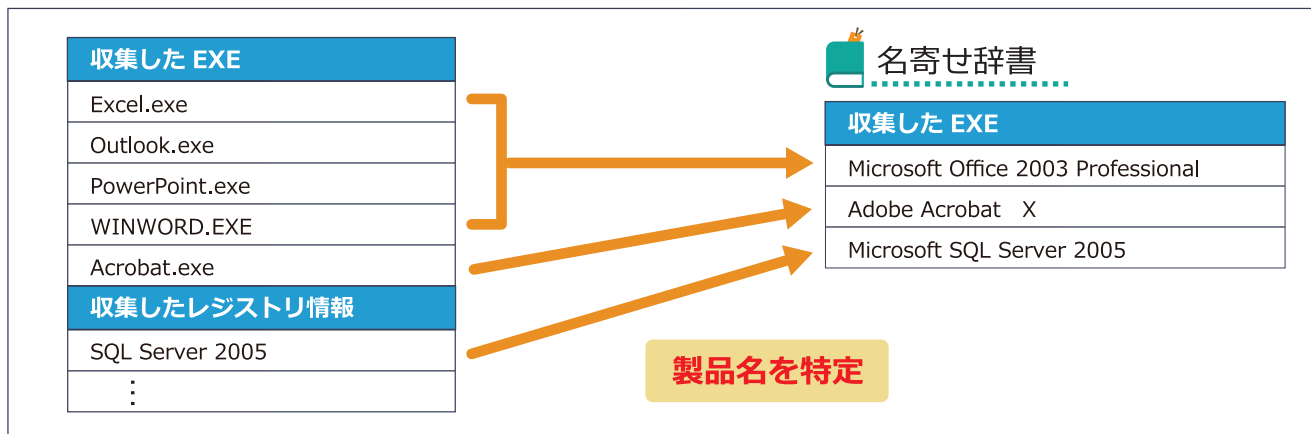 収集した EXE
Excel.exe
Outlook.exe
PowerPoint.exe
WINWORD.EXE
Acrobat.exe
収集したレジストリ情報
SQL Server 2005
⋮
名寄せ辞書
収集した EXE
Microsoft Office 2003 Professional
Adobe Acrobat　X
Microsoft SQL Server 2005
製品名を特定